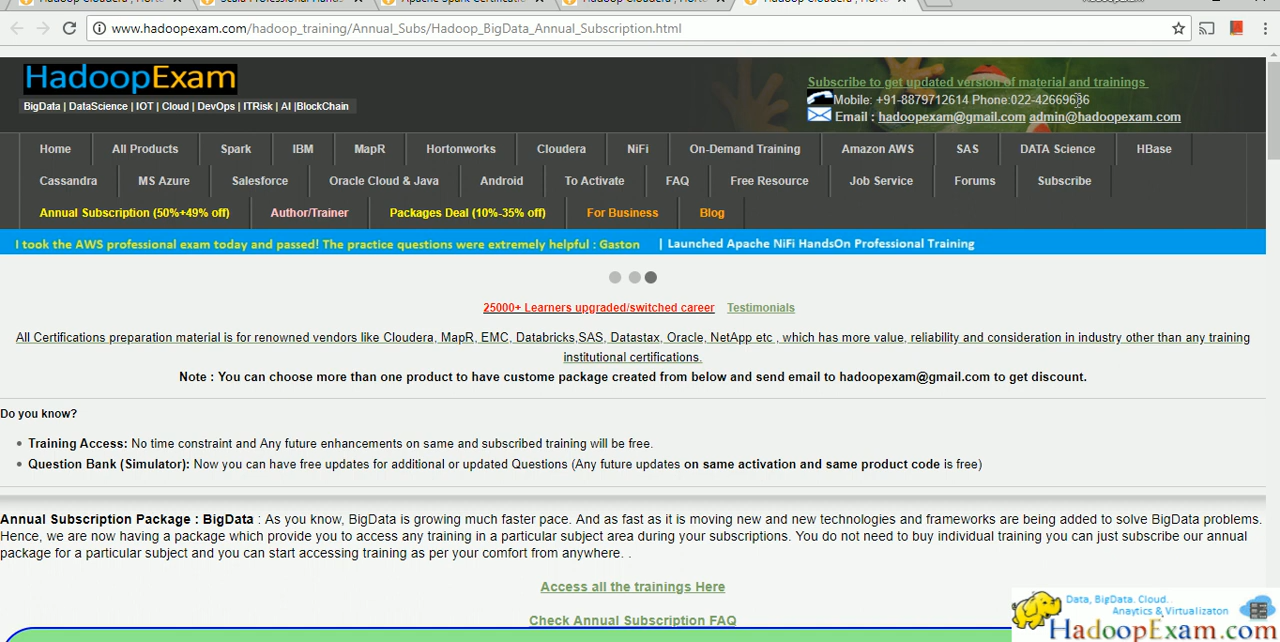 www.hadoopexam.com/hadoop_training/Annual_Subs/Hadoop_BigData_Annual_Subscription.html
HadoopExam
BigData | DataScience | IOT | Cloud | DevOps | ITRisk | AI |BlockChain
Subscribe to get updated version of material and trainings
Mobile: +91-8879712614 Phone:022-42669636
Email : hadoopexam@gmail.com admin@hadoopexam.com
Home All Products Spark IBM MapR Hortonworks Cloudera NiFi On-Demand Training Amazon AWS SAS DATA Science HBase
Cassandra MS Azure Salesforce Oracle Cloud & Java Android To Activate FAQ Free Resource Job Service Forums Subscribe
Annual Subscription (50%+49% off) Author/Trainer Packages Deal (10%-35% off) For Business Blog
I took the AWS professional exam today and passed! The practice questions were extremely helpful : Gaston | Launched Apache NiFi HandsOn Professional Training
25000+ Learners upgraded/switched career Testimonials
All Certifications preparation material is for renowned vendors like Cloudera, MapR, EMC, Databricks,SAS, Datastax, Oracle, NetApp etc , which has more value, reliability and consideration in industry other than any training
institutional certifications.
Note : You can choose more than one product to have custome package created from below and send email to hadoopexam@gmail.com to get discount.
Do you know?
Training Access: No time constraint and Any future enhancements on same and subscribed training will be free.
Question Bank (Simulator): Now you can have free updates for additional or updated Questions (Any future updates on same activation and same product code is free)
Annual Subscription Package : BigData : As you know, BigData is growing much faster pace. And as fast as it is moving new and new technologies and frameworks are being added to solve BigData problems.
Hence, we are now having a package which provide you to access any training in a particular subject area during your subscriptions. You do not need to buy individual training you can just subscribe our annual
package for a particular subject and you can start accessing training as per your comfort from anywhere. .
Access all the trainings Here
Check Annual Subscription FAQ
Data, BigData. Cloud.
Anaytics & Virtualizaton
HadoopExam.com